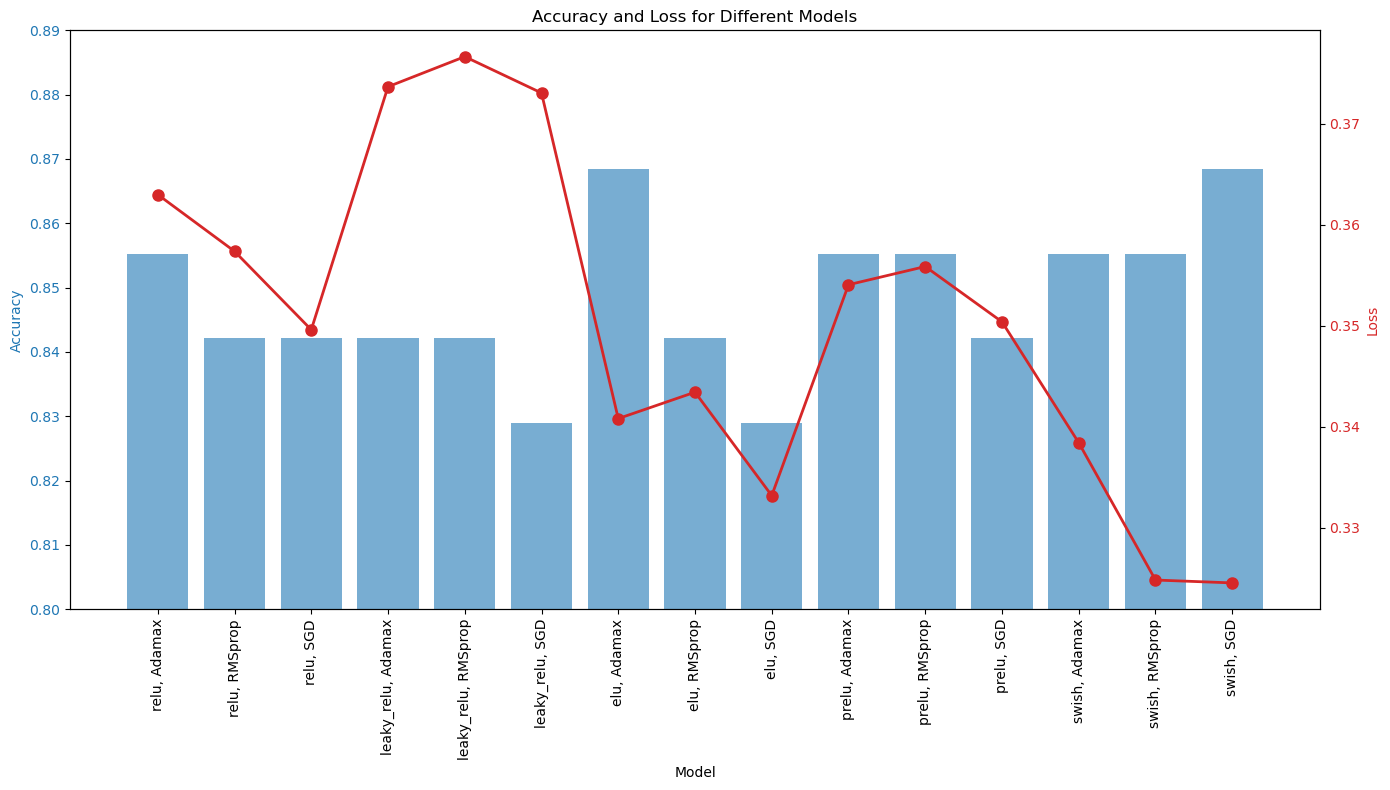 Accuracy and Loss for Different Models
Accuracy
0.89
0.88
0.87
0.86
0.85
0.84
0.83
0.82
0.81
0.80
0.37
0.36
0.35
0.34
0.33
Loss
relu, Adamax
relu, RMSprop
relu, SGD
leaky_relu, Adamax
leaky_relu, RMSprop
leaky_relu, SGD
elu, Adamax
elu, RMSprop
elu, SGD
prelu, Adamax
prelu, RMSprop
prelu, SGD
swish, Adamax
swish, RMSprop
swish, SGD
Model